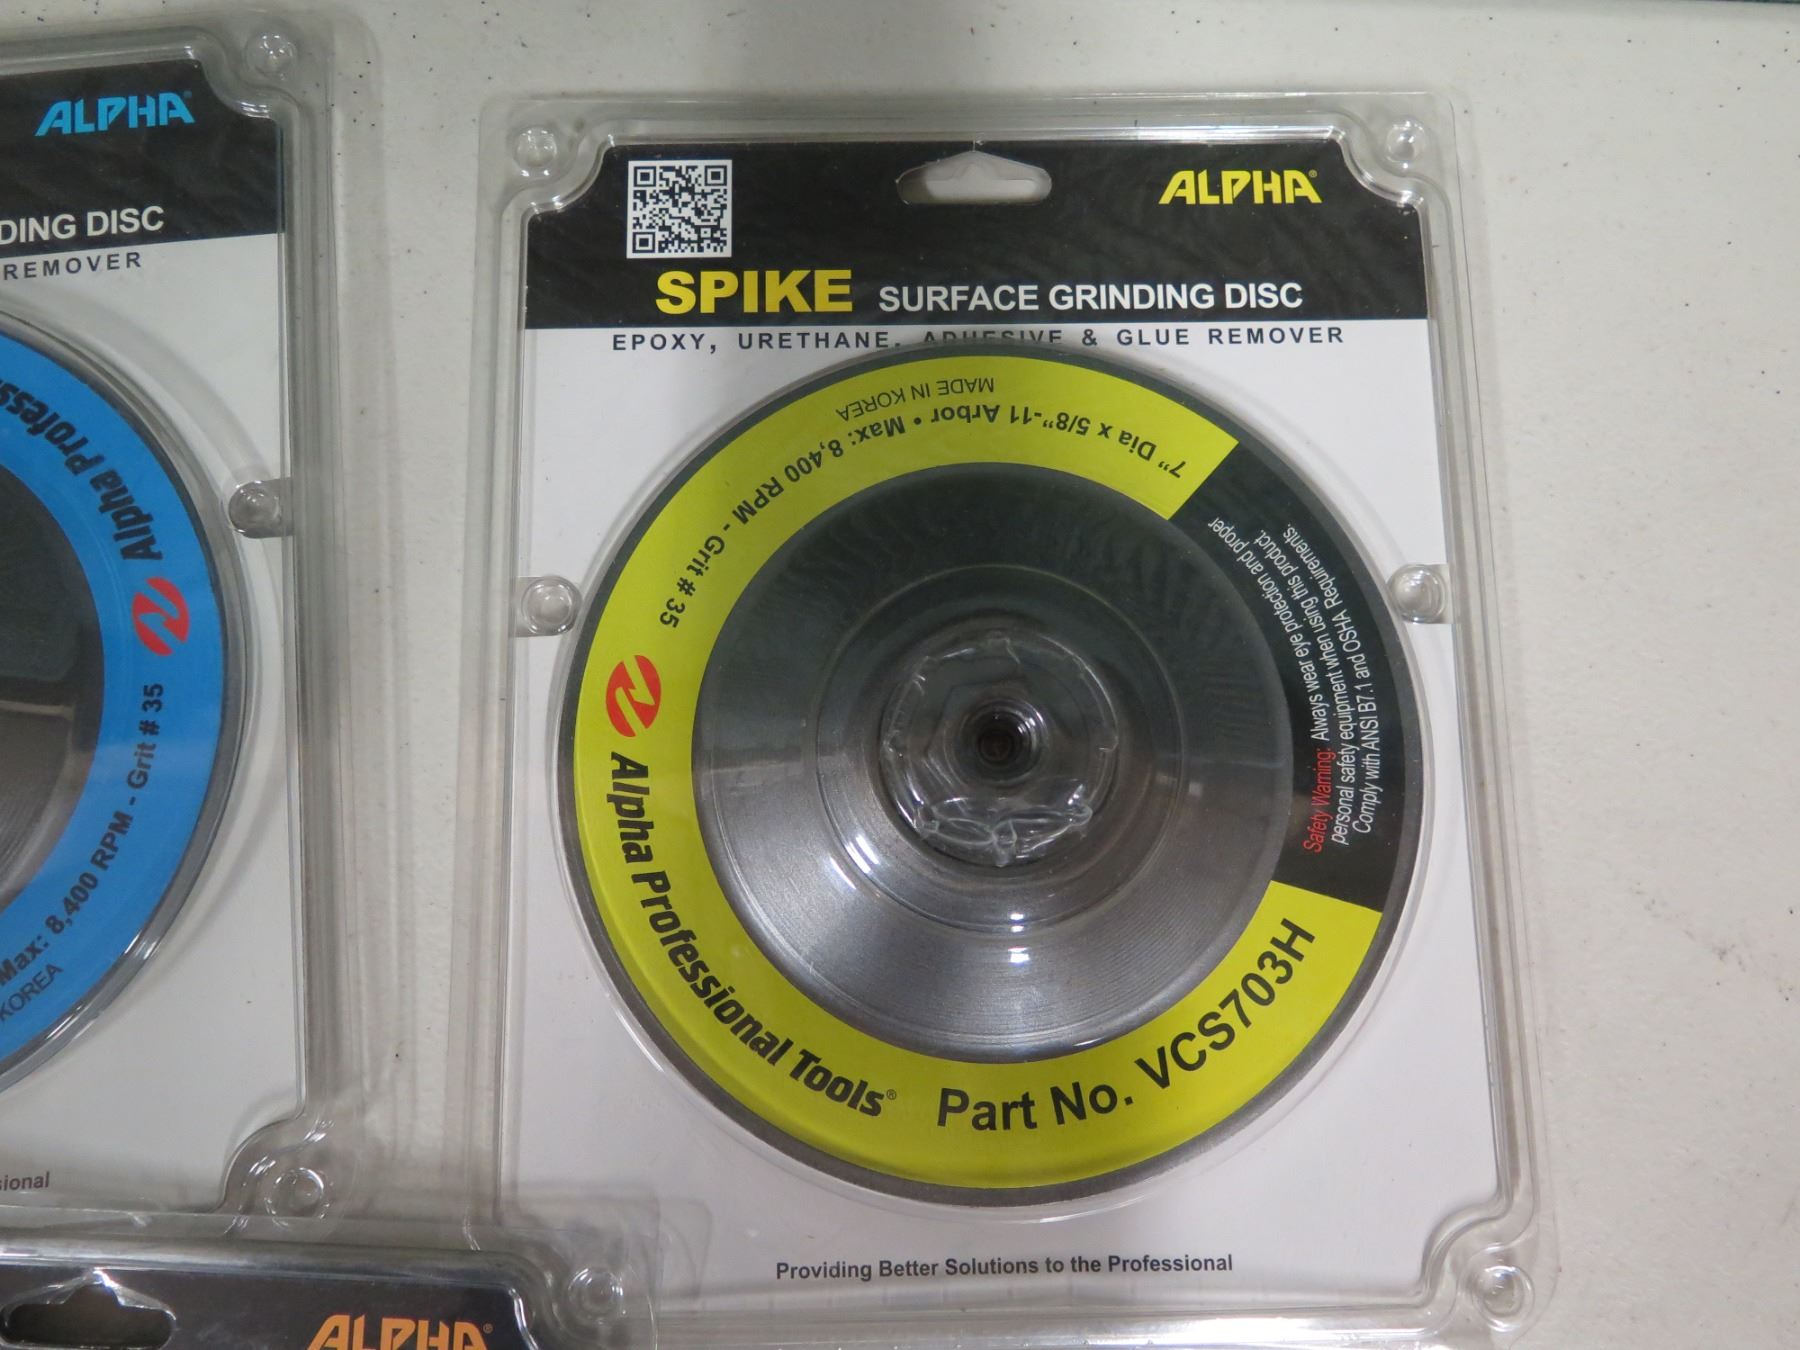 ALPHA®
DING DISC
REMOVER
Alpha Profess
Max: 8,400 RPM - Grit # 35
KOREA
sional
ALPHA®
SPIKE SURFACE GRINDING DISC
EPOXY, URETHANE, ADHESIVE & GLUE REMOVER
7” Dia x 5/8”-11 Arbor • Max: 8,400 RPM - Grit # 35
MADE IN KOREA
Safety Warning: Always wear eye protection and proper
personal safety equipment when using this product.
Comply with ANSI B7.1 and OSHA Requirements.
Alpha Professional Tools®
Part No. VCS703H
Providing Better Solutions to the Professional
ALPHA®